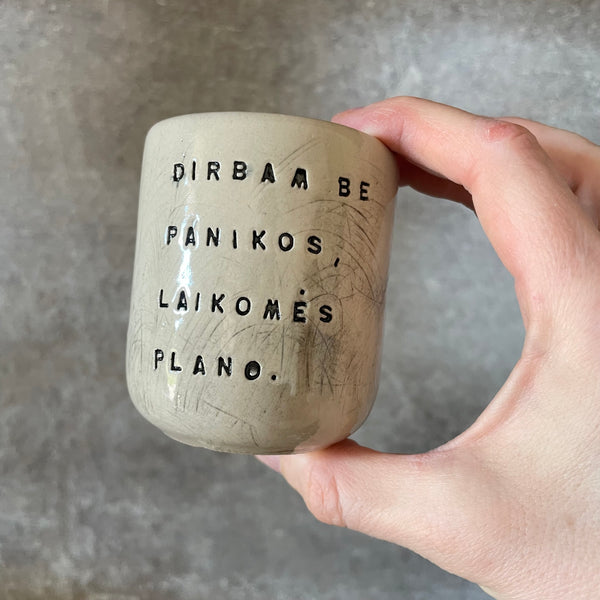 DIRBAM BE
PANIKOS,
LAIKOMĖS
PLANO.